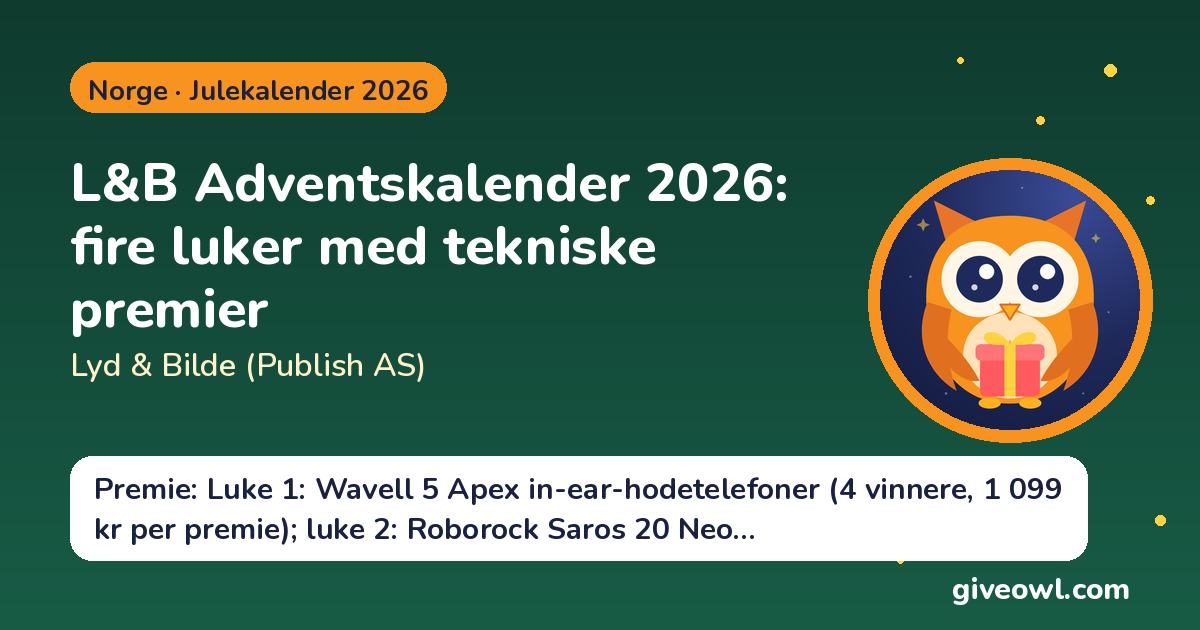 Norge · Julekalender 2026
L&B Adventskalender 2026:
fire luker med tekniske
premier
Lyd & Bilde (Publish AS)
Premie: Luke 1: Wavell 5 Apex in-ear-hodetelefoner (4 vinnere, 1 099
kr per premie); luke 2: Roborock Saros 20 Neo...
giveowl.com